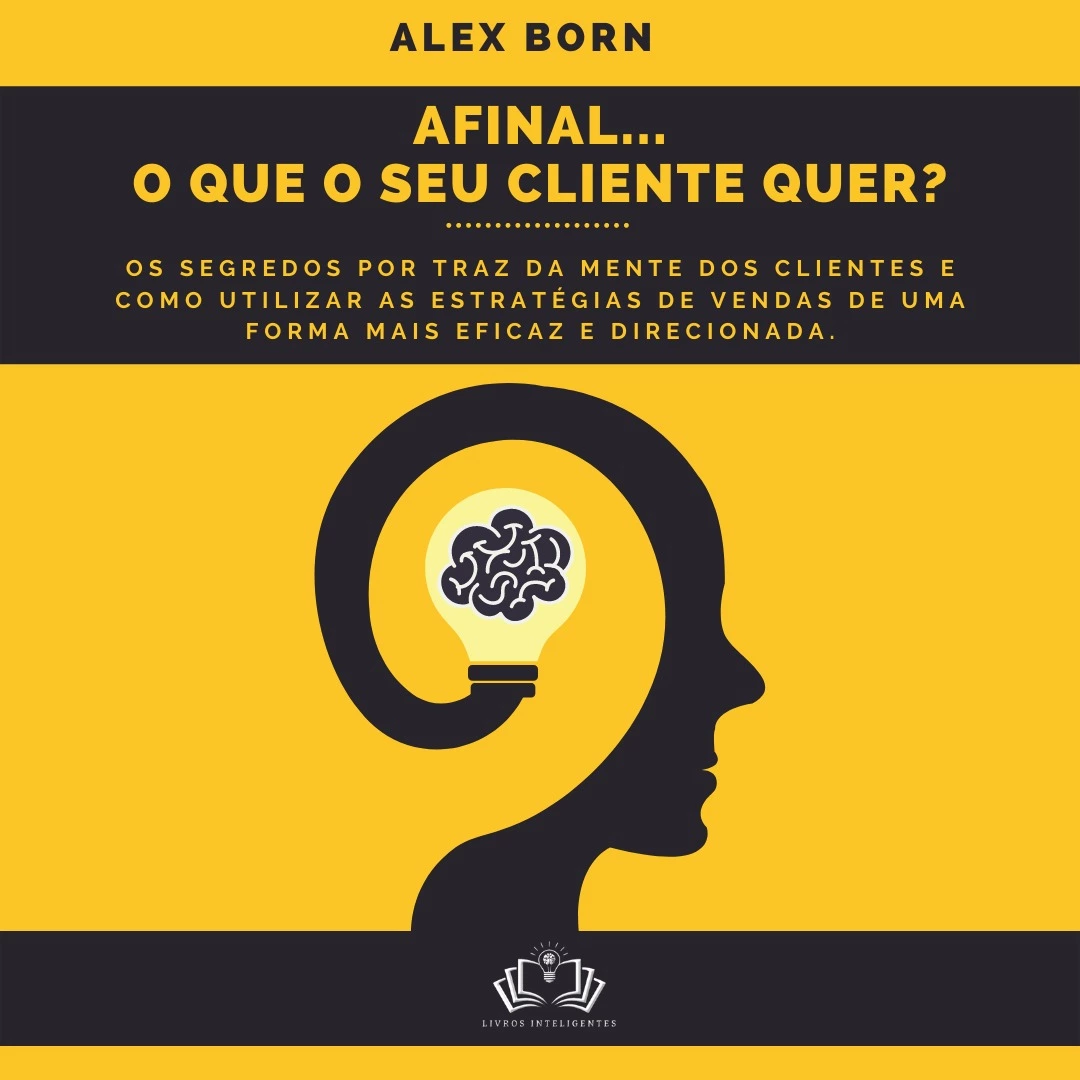 ALEX BORN
AFINAL...
O QUE O SEU CLIENTE QUER?
OS SEGREDOS POR TRAZ DA MENTE DOS CLIENTES E
COMO UTILIZAR AS ESTRATÉGIAS DE VENDAS DE UMA
FORMA MAIS EFICAZ E DIRECIONADA.
LIVROS INTELIGENTES